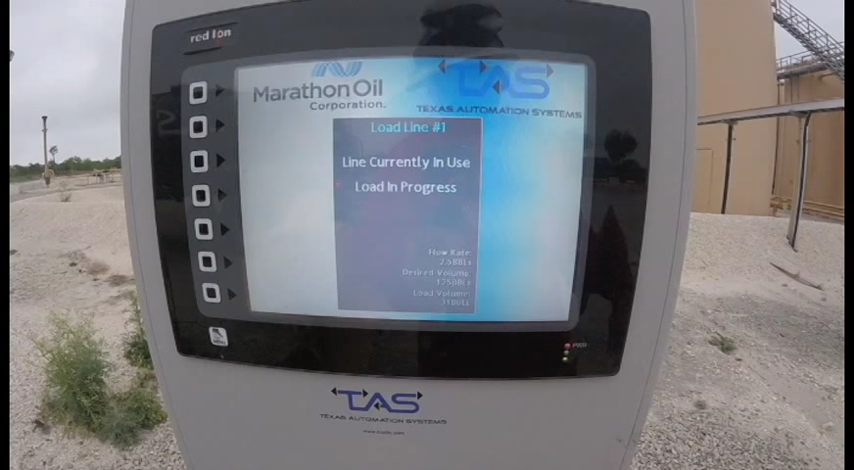 red lion
Marathon Oil
Corporation.
TAS
TEXAS AUTOMATION SYSTEMS
Load Line #1
Line Currently In Use
Load In Progress
Flow Rate:
Desired Volume:
Load Volume:
TAS
TEXAS AUTOMATION SYSTEMS